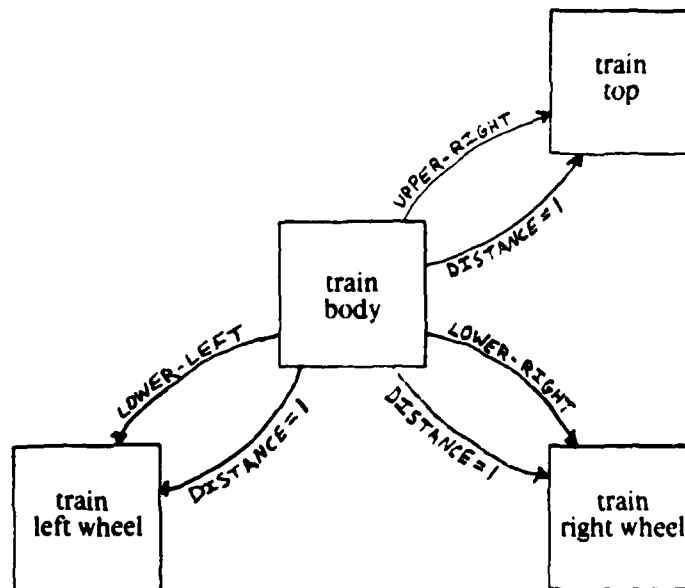 train
top
UPPER-RIGHT
DISTANCE=1
train
body
LOWER-LEFT
DISTANCE=1
LOWER-RIGHT
DISTANCE=1
train
left wheel
train
right wheel